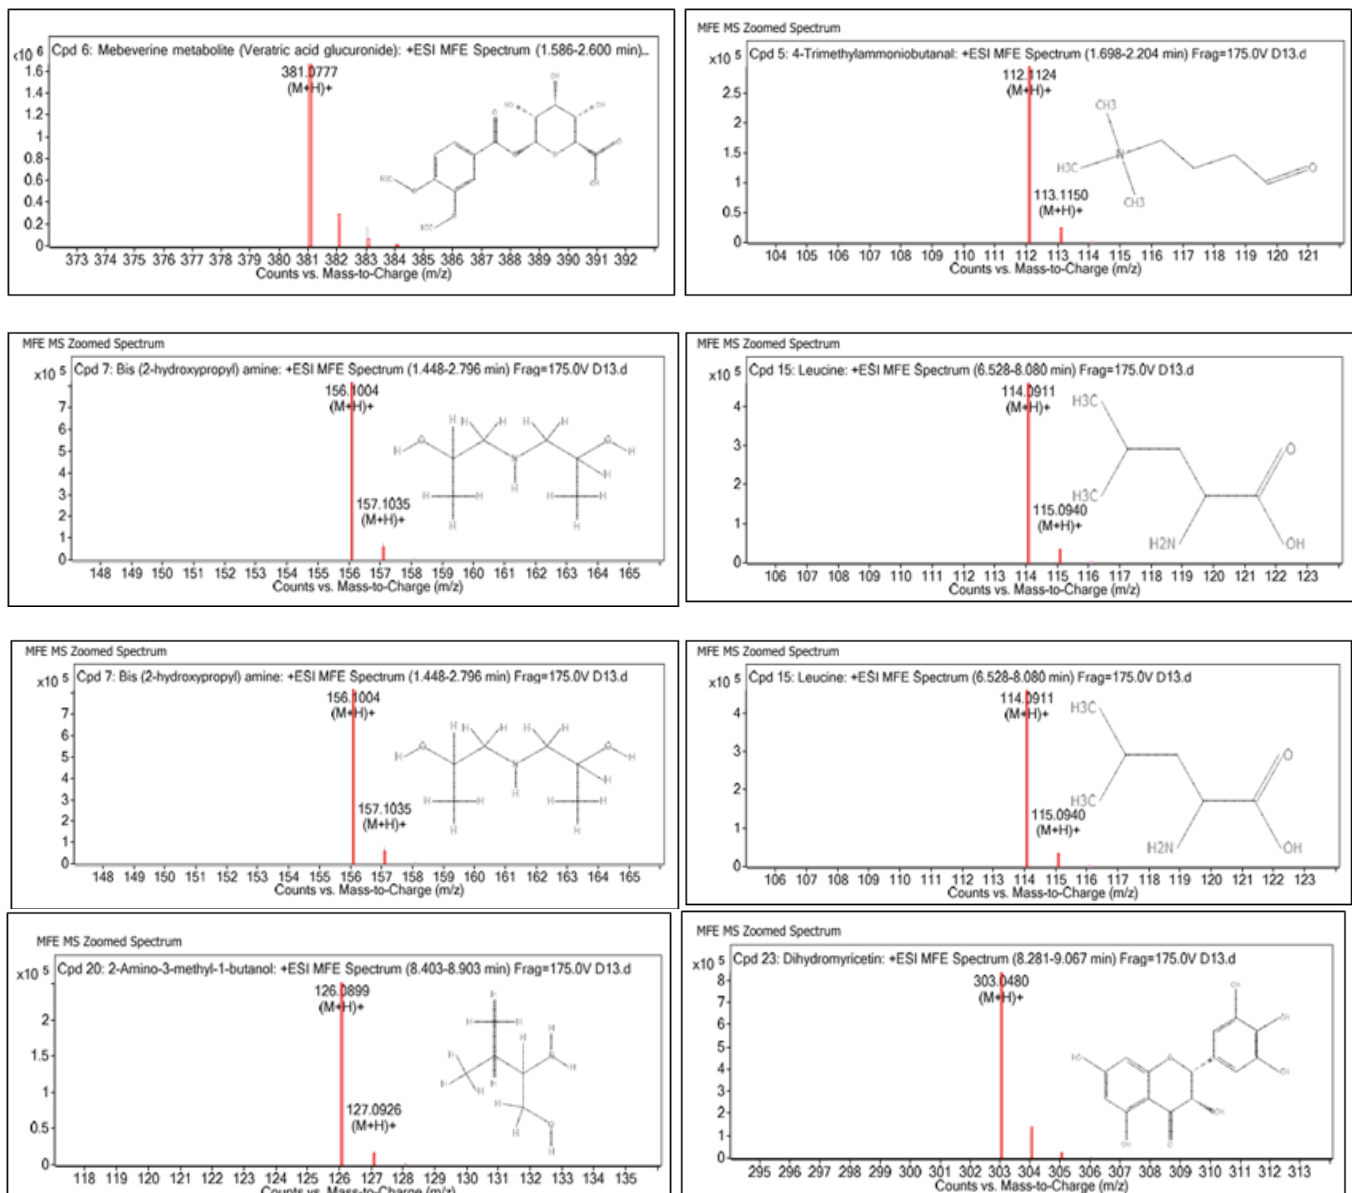 Cpd 6: Mebeverine metabolite (Veratric acid glucuronide): +ESI MFE Spectrum (1.586-2.600 min)...
x10 6
1.6
1.4
1.2
1
0.8
0.6
0.4
0.2
0
381.0777
(M+H)+
373 374 375 376 377 378 379 380 381 382 383 384 385 386 387 388 389 390 391 392
Counts vs. Mass-to-Charge (m/z)
MFE MS Zoomed Spectrum
Cpd 5: 4-Trimethylammoniobutanal: +ESI MFE Spectrum (1.698-2.204 min) Frag=175.0V D13.d
x10 5
2.5
2
1.5
1
0.5
0
112.1124
(M+H)+
113.1150
(M+H)+
CH3
H3C
N
CH3
O
104 105 106 107 108 109 110 111 112 113 114 115 116 117 118 119 120 121
Counts vs. Mass-to-Charge (m/z)
MFE MS Zoomed Spectrum
Cpd 7: Bis (2-hydroxypropyl) amine: +ESI MFE Spectrum (1.448-2.796 min) Frag=175.0V D13.d
x10 5
7
6
5
4
3
2
1
0
156.1004
(M+H)+
157.1035
(M+H)+
148 149 150 151 152 153 154 155 156 157 158 159 160 161 162 163 164 165
Counts vs. Mass-to-Charge (m/z)
MFE MS Zoomed Spectrum
Cpd 15: Leucine: +ESI MFE Spectrum (6.528-8.080 min) Frag=175.0V D13.d
x10 5
4
3
2
1
0
114.0911
(M+H)+
115.0940
(M+H)+
H3C
H3C
O
H2N
OH
106 107 108 109 110 111 112 113 114 115 116 117 118 119 120 121 122 123
Counts vs. Mass-to-Charge (m/z)
MFE MS Zoomed Spectrum
Cpd 7: Bis (2-hydroxypropyl) amine: +ESI MFE Spectrum (1.448-2.796 min) Frag=175.0V D13.d
x10 5
7
6
5
4
3
2
1
0
156.1004
(M+H)+
157.1035
(M+H)+
148 149 150 151 152 153 154 155 156 157 158 159 160 161 162 163 164 165
Counts vs. Mass-to-Charge (m/z)
MFE MS Zoomed Spectrum
Cpd 15: Leucine: +ESI MFE Spectrum (6.528-8.080 min) Frag=175.0V D13.d
x10 5
4
3
2
1
0
114.0911
(M+H)+
115.0940
(M+H)+
H3C
H3C
O
H2N
OH
106 107 108 109 110 111 112 113 114 115 116 117 118 119 120 121 122 123
Counts vs. Mass-to-Charge (m/z)
MFE MS Zoomed Spectrum
Cpd 20: 2-Amino-3-methyl-1-butanol: +ESI MFE Spectrum (8.403-8.903 min) Frag=175.0V D13.d
x10 5
2
1.5
1
0.5
0
126.0899
(M+H)+
127.0926
(M+H)+
118 119 120 121 122 123 124 125 126 127 128 129 130 131 132 133 134 135
Counts vs. Mass-to-Charge (m/z)
MFE MS Zoomed Spectrum
Cpd 23: Dihydromyricetin: +ESI MFE Spectrum (8.281-9.067 min) Frag=175.0V D13.d
x10 5
8
7
6
5
4
3
2
1
0
303.0480
(M+H)+
295 296 297 298 299 300 301 302 303 304 305 306 307 308 309 310 311 312 313
Counts vs. Mass-to-Charge (m/z)